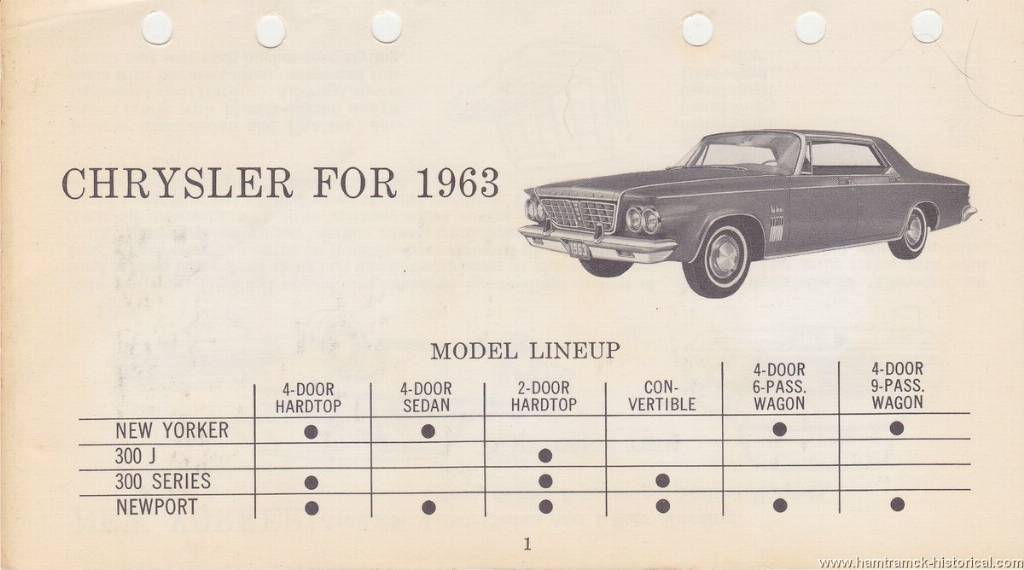 CHRYSLER FOR 1963
1963
MODEL LINEUP
4-DOOR HARDTOP 4-DOOR SEDAN 2-DOOR HARDTOP CON-VERTIBLE 4-DOOR 6-PASS. WAGON 4-DOOR 9-PASS. WAGON
NEW YORKER ● ● ● ●
300 J ●
300 SERIES ● ● ●
NEWPORT ● ● ● ● ● ●
1
www.hamtramck-historical.com